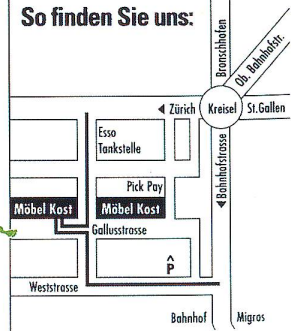 So finden Sie uns:
Bronschhofen
Ob. Bahnhofstr.
◄ Zürich
Kreisel
St.Gallen
Esso
Tankstelle
◄ Bahnhofstrasse
Pick Pay
Möbel Kost
Möbel Kost
Gallusstrasse
P
Weststrasse
Bahnhof
Migros